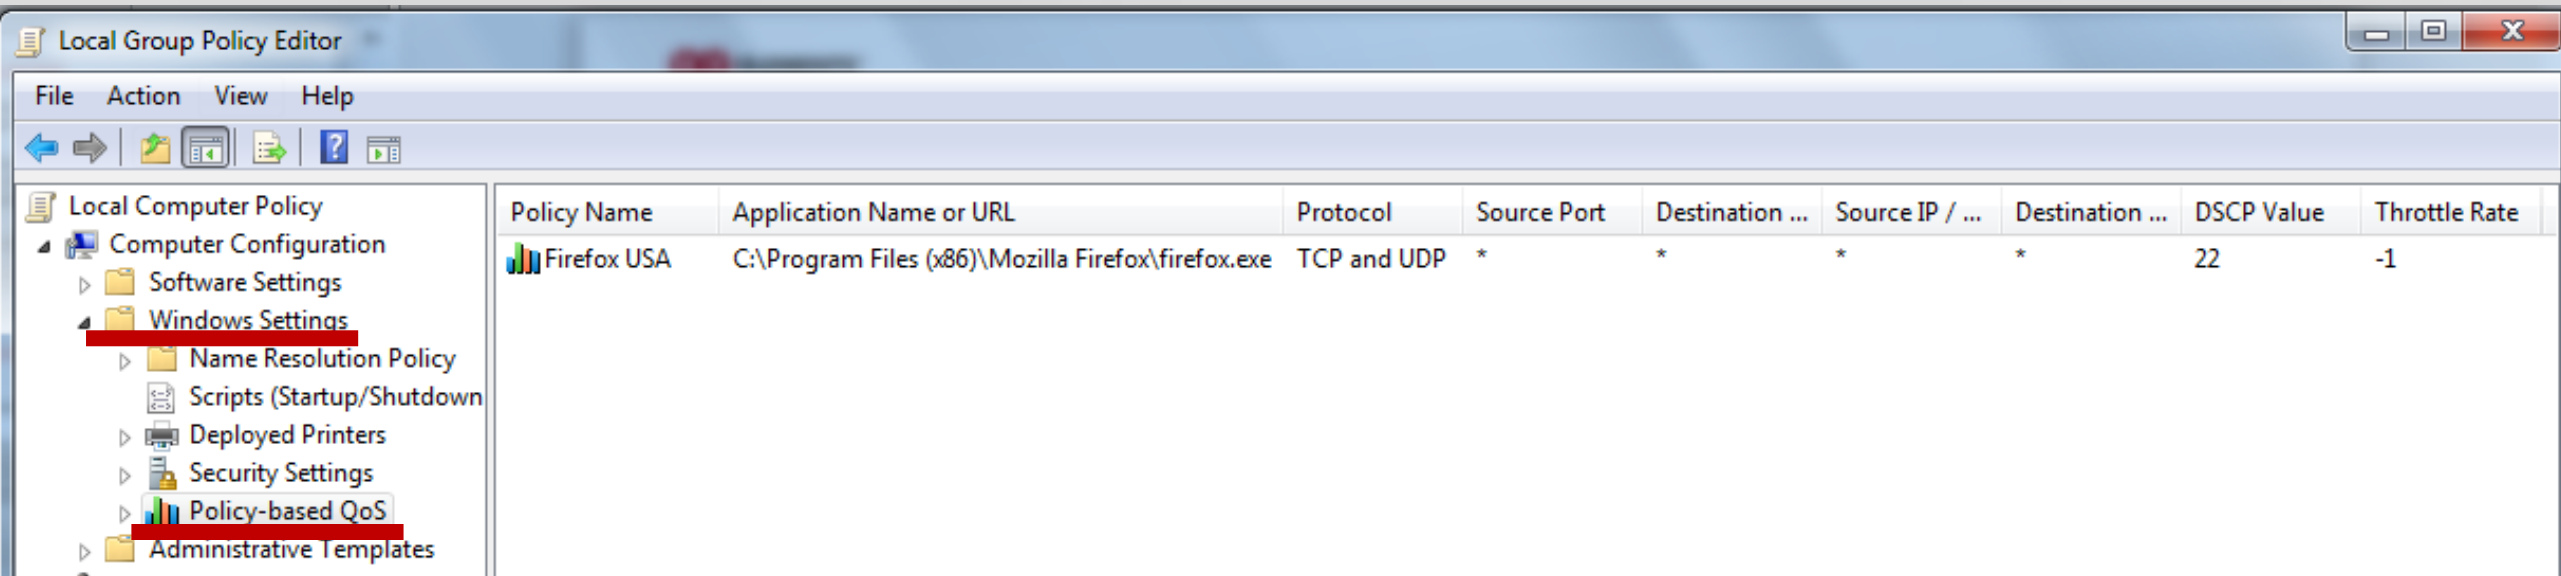 Local Group Policy Editor
File Action View Help
Local Computer Policy
Computer Configuration
Software Settings
Windows Settings
Name Resolution Policy
Scripts (Startup/Shutdown
Deployed Printers
Security Settings
Policy-based QoS
Administrative Templates
Policy Name Application Name or URL Protocol Source Port Destination ... Source IP / ... Destination ... DSCP Value Throttle Rate
Firefox USA C:\Program Files (x86)\Mozilla Firefox\firefox.exe TCP and UDP * * * * 22 -1